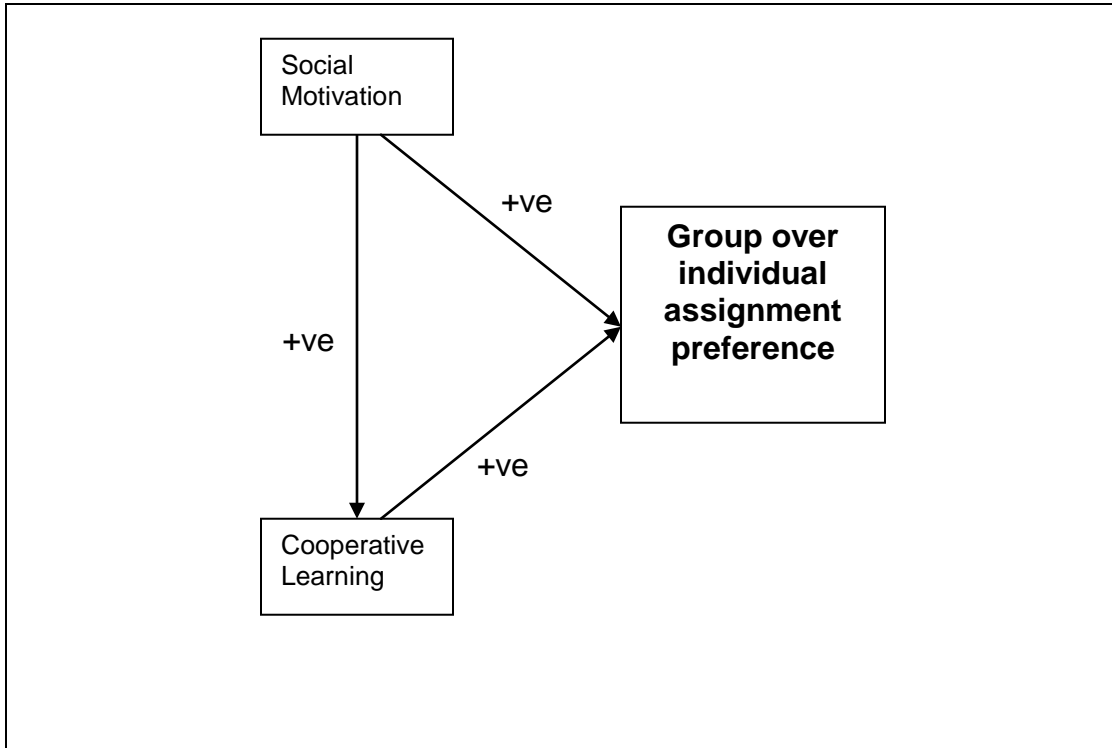 Social
Motivation
+ve
Group over
individual
assignment
preference
+ve
+ve
Cooperative
Learning